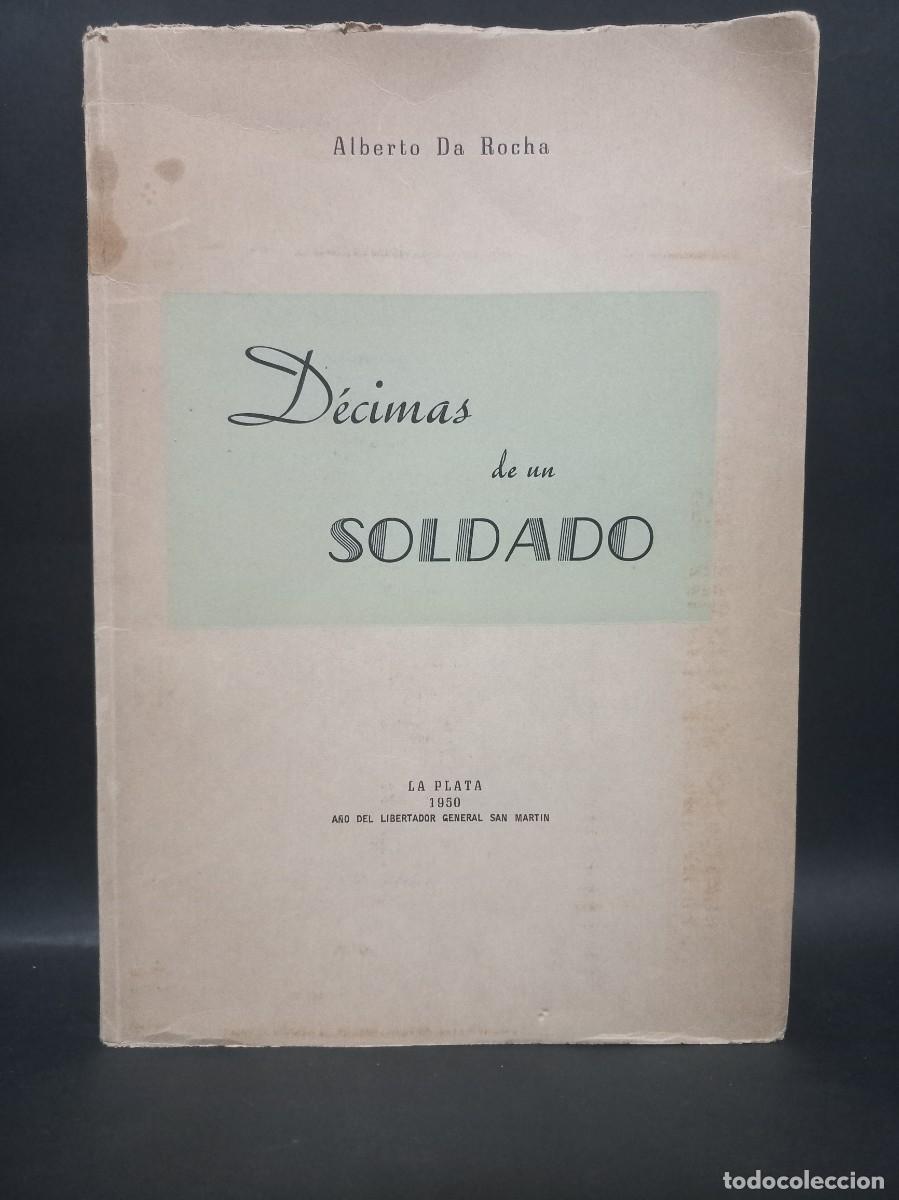 Alberto Da Rocha
Décimas
de un
SOLDADO
LA PLATA
1950
AÑO DEL LIBERTADOR GENERAL SAN MARTIN
todocoleccion